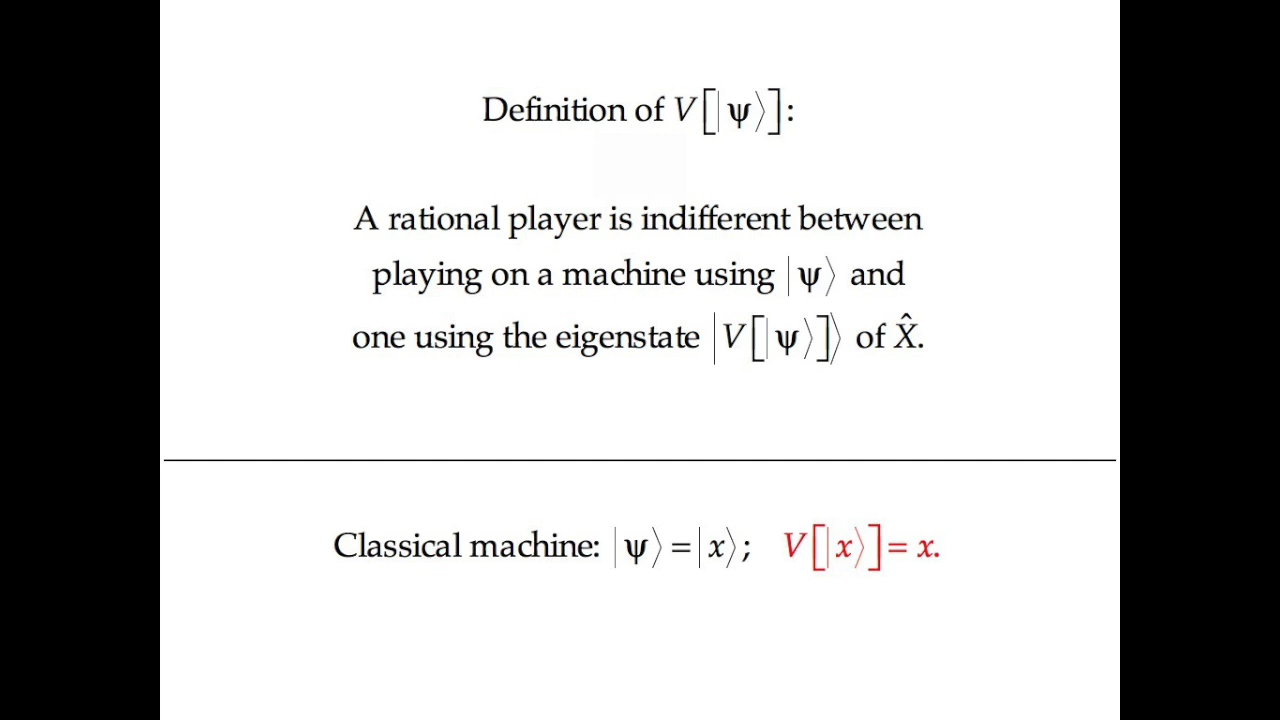 Definition of V[|ψ⟩]:
A rational player is indifferent between
playing on a machine using |ψ⟩ and
one using the eigenstate |V[|ψ⟩]⟩ of X̂.
Classical machine: |ψ⟩=|x⟩; V[|x⟩]= x.